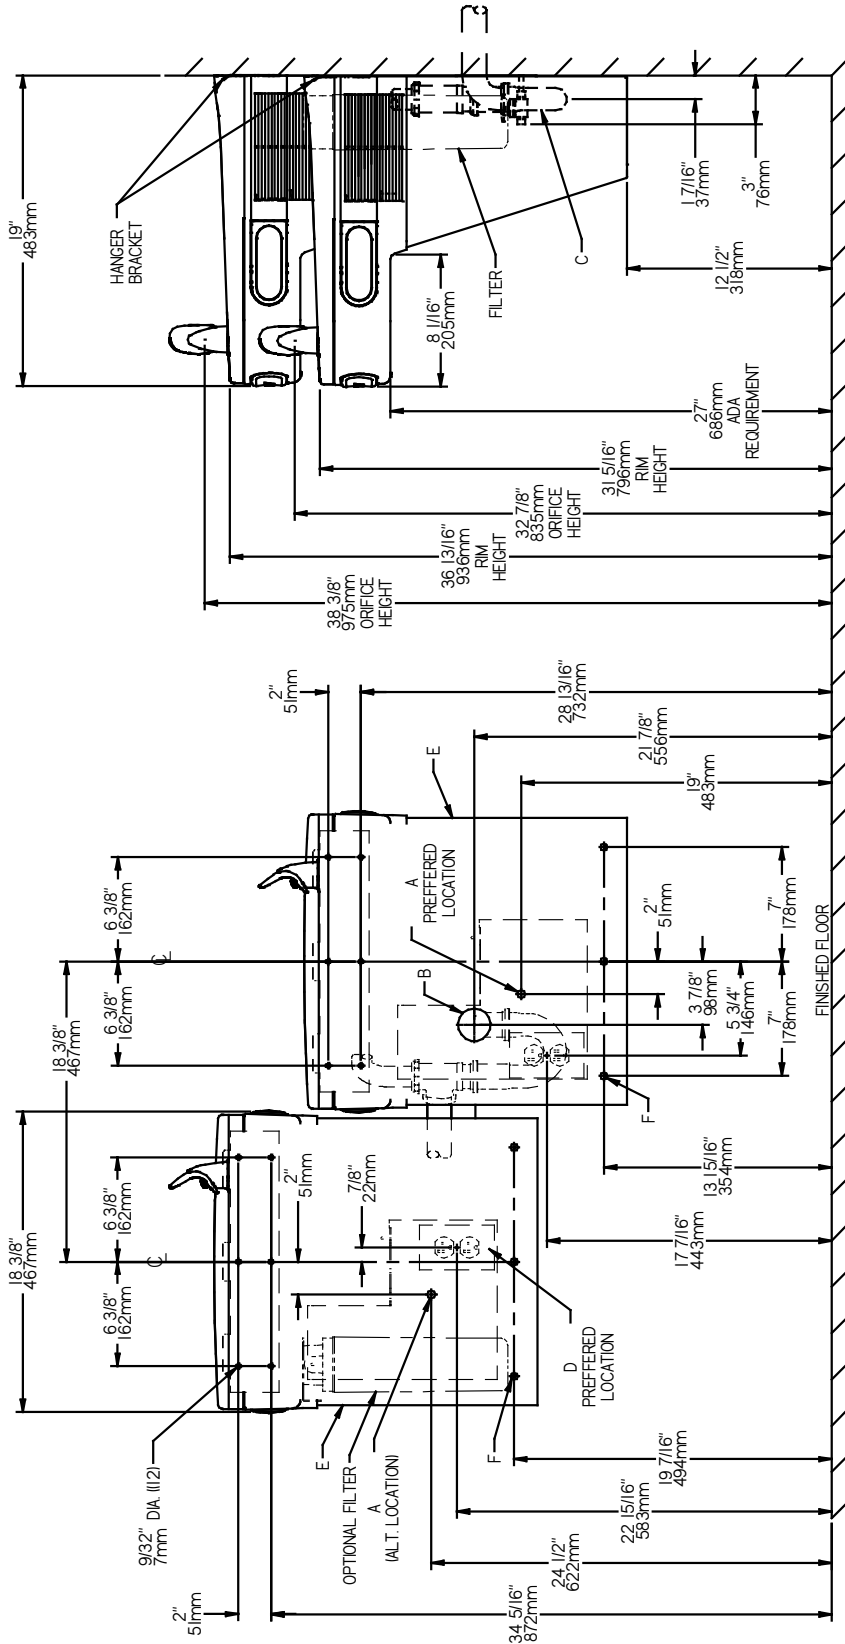 19"
483mm
HANGER
BRACKET
FILTER
C
1 7/16"
37mm
3"
76mm
8 1/16"
205mm
12 1/2"
318mm
27"
686mm
ADA
REQUIREMENT
31 5/16"
796mm
RIM
HEIGHT
32 7/8"
835mm
ORIFICE
HEIGHT
36 13/16"
936mm
RIM
HEIGHT
38 3/8"
975mm
ORIFICE
HEIGHT
2"
51mm
28 13/16"
732mm
21 7/8"
556mm
19"
483mm
E
A
PREFFERED
LOCATION
B
6 3/8"
162mm
CL
6 3/8"
162mm
18 3/8"
467mm
2"
51mm
7"
178mm
3 7/8"
98mm
5 3/4"
146mm
7"
178mm
FINISHED FLOOR
F
13 15/16"
354mm
17 7/16"
443mm
18 3/8"
467mm
6 3/8"
162mm
CL
6 3/8"
162mm
2"
51mm
7/8"
22mm
D
PREFFERED
LOCATION
9/32" DIA. (112)
7mm
E
OPTIONAL FILTER
A
(ALT. LOCATION)
F
19 7/16"
494mm
22 15/16"
583mm
24 1/2"
622mm
2"
51mm
34 5/16"
872mm